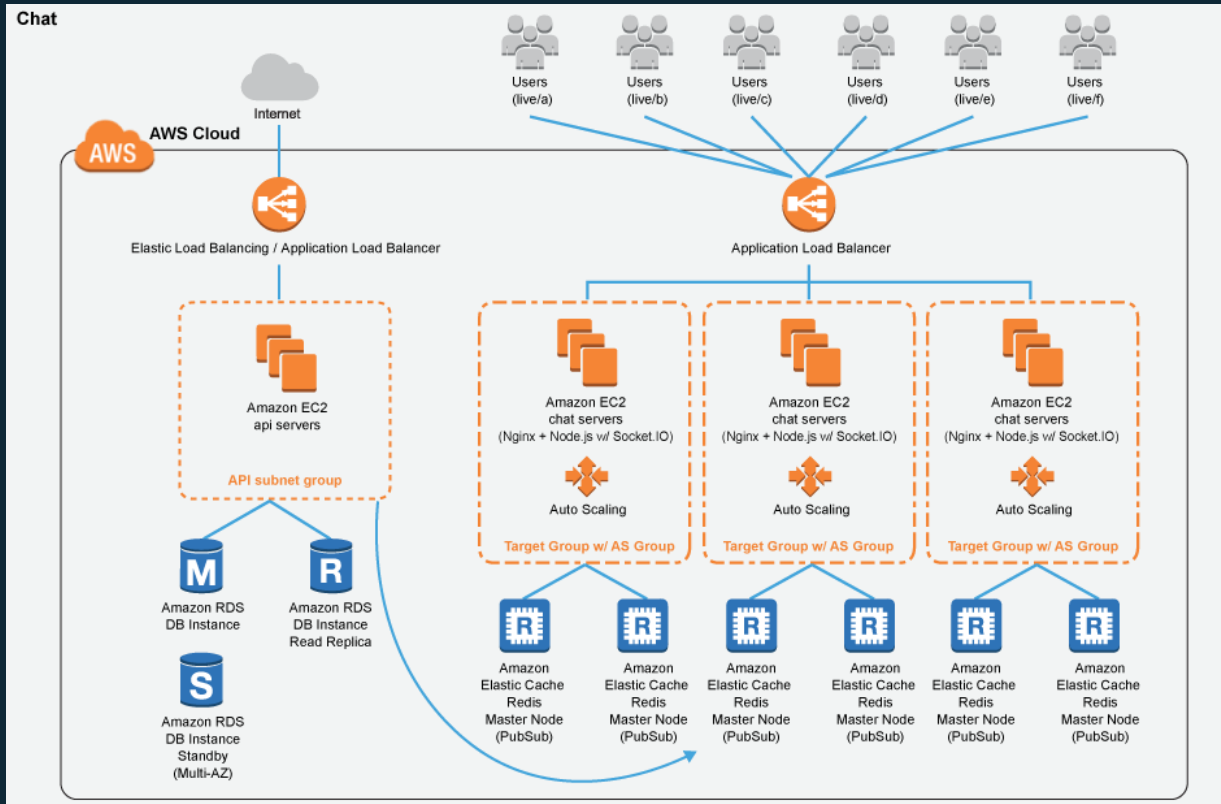 Chat
Users
(live/a)
Users
(live/b)
Users
(live/c)
Users
(live/d)
Users
(live/e)
Users
(live/f)
Internet
AWS
AWS Cloud
Elastic Load Balancing / Application Load Balancer
Application Load Balancer
Amazon EC2
api servers
API subnet group
Amazon EC2
chat servers
(Nginx + Node.js w/ Socket.IO)
Auto Scaling
Target Group w/ AS Group
Amazon EC2
chat servers
(Nginx + Node.js w/ Socket.IO)
Auto Scaling
Target Group w/ AS Group
Amazon EC2
chat servers
(Nginx + Node.js w/ Socket.IO)
Auto Scaling
Target Group w/ AS Group
M
Amazon RDS
DB Instance
R
Amazon RDS
DB Instance
Read Replica
S
Amazon RDS
DB Instance
Standby
(Multi-AZ)
R
Amazon
Elastic Cache
Redis
Master Node
(PubSub)
R
Amazon
Elastic Cache
Redis
Master Node
(PubSub)
R
Amazon
Elastic Cache
Redis
Master Node
(PubSub)
R
Amazon
Elastic Cache
Redis
Master Node
(PubSub)
R
Amazon
Elastic Cache
Redis
Master Node
(PubSub)
R
Amazon
Elastic Cache
Redis
Master Node
(PubSub)